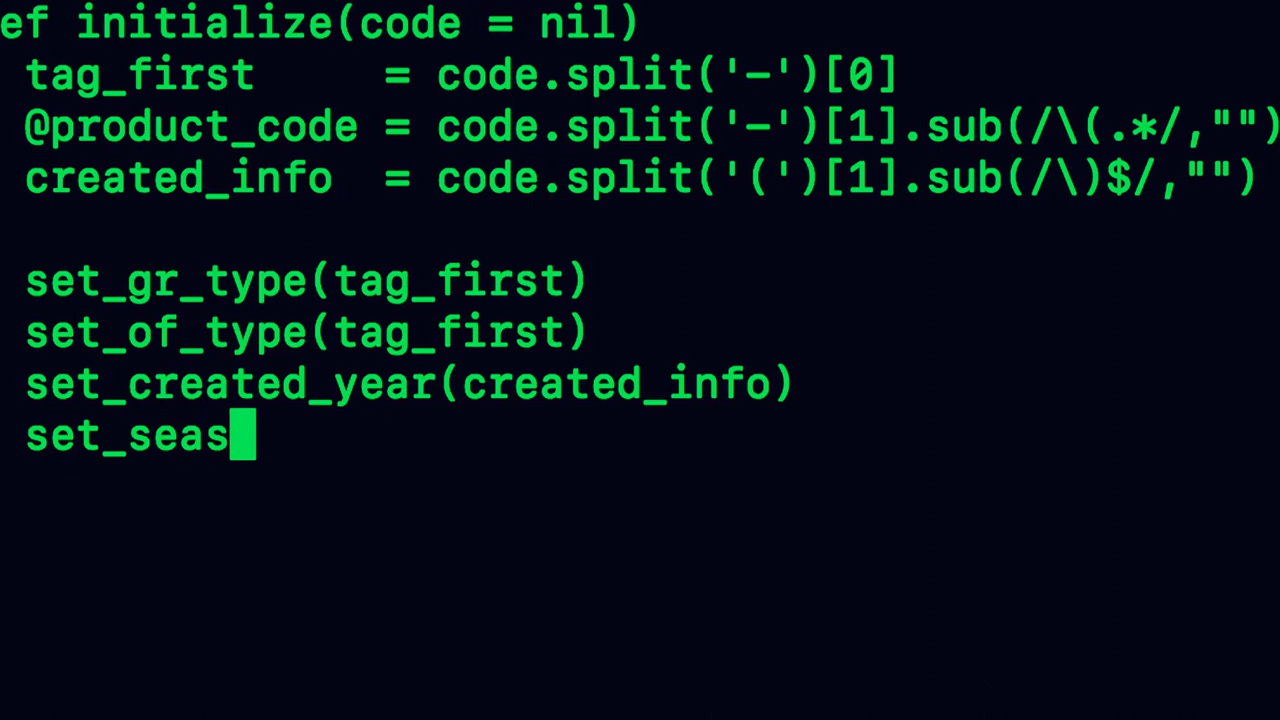 ef initialize(code = nil)
tag_first     = code.split('-')[0]
@product_code = code.split('-')[1].sub(/\(.*/,"")
created_info  = code.split('(')[1].sub(/\)$/,"")
set_gr_type(tag_first)
set_of_type(tag_first)
set_created_year(created_info)
set_seas